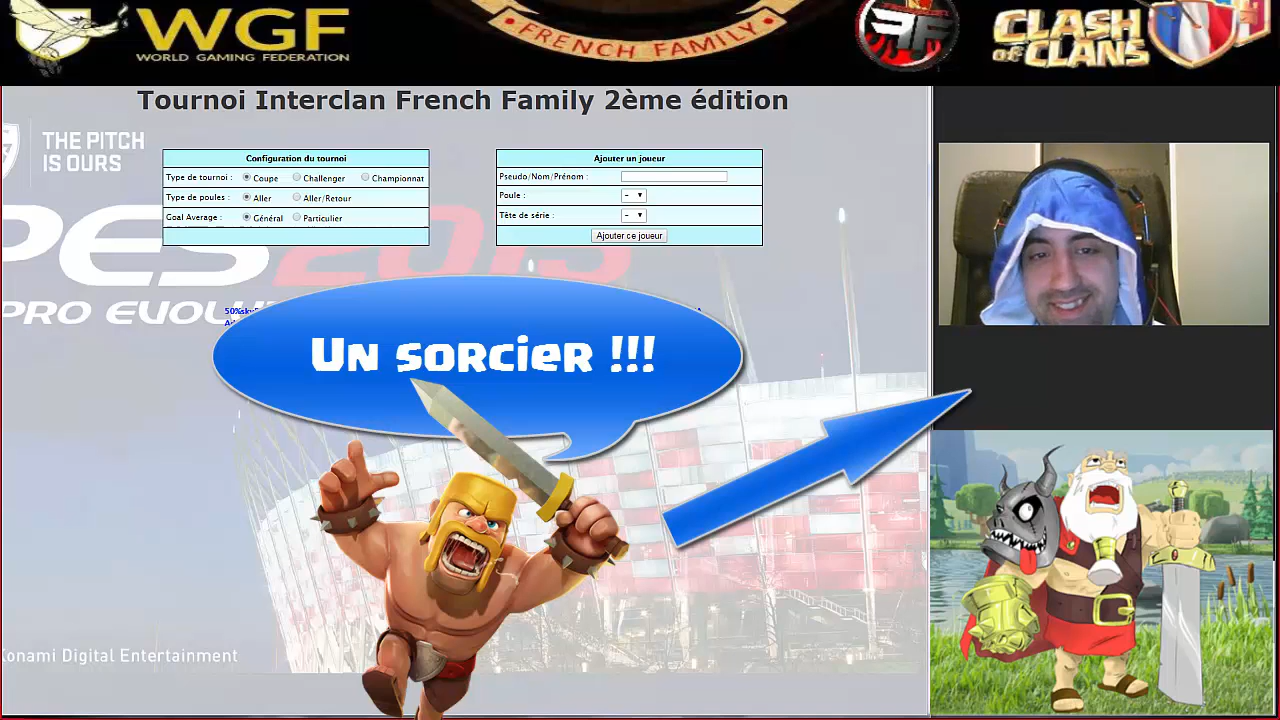 WGF
WORLD GAMING FEDERATION
FRENCH FAMILY
FF
CLASH
OF CLANS
Tournoi Interclan French Family 2ème édition
THE PITCH
IS OURS
Configuration du tournoi
Type de tournoi : Coupe Challenger Championnat
Type de poules : Aller Aller/Retour
Goal Average : Général Particulier
Ajouter un joueur
Pseudo/Nom/Prénom :
Poule : -
Tête de série : -
Ajouter ce joueur
PES 2015
PRO EVOLU
Un sorcier !!!
Konami Digital Entertainment